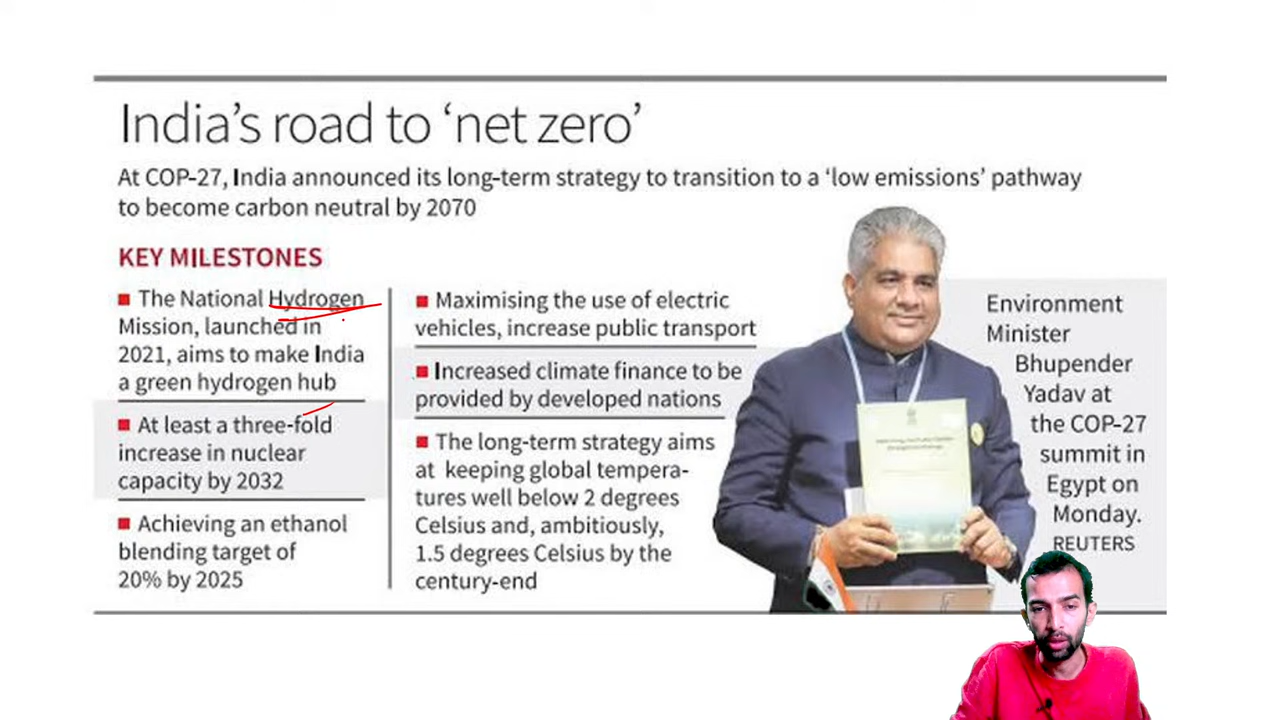 India's road to 'net zero'
At COP-27, India announced its long-term strategy to transition to a 'low emissions' pathway
to become carbon neutral by 2070
KEY MILESTONES
■ The National Hydrogen
Mission, launched in
2021, aims to make India
a green hydrogen hub
■ At least a three-fold
increase in nuclear
capacity by 2032
■ Achieving an ethanol
blending target of
20% by 2025
■ Maximising the use of electric
vehicles, increase public transport
■ Increased climate finance to be
provided by developed nations
■ The long-term strategy aims
at keeping global tempera-
tures well below 2 degrees
Celsius and, ambitiously,
1.5 degrees Celsius by the
century-end
Environment
Minister
Bhupender
Yadav at
the COP-27
summit in
Egypt on
Monday.
REUTERS